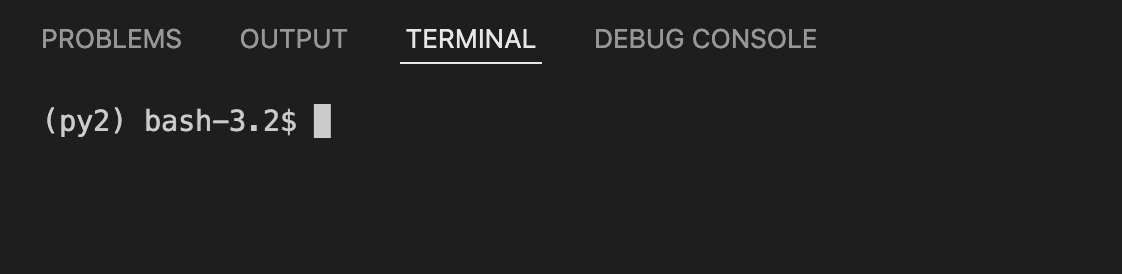 PROBLEMS OUTPUT TERMINAL DEBUG CONSOLE
(py2) bash-3.2$